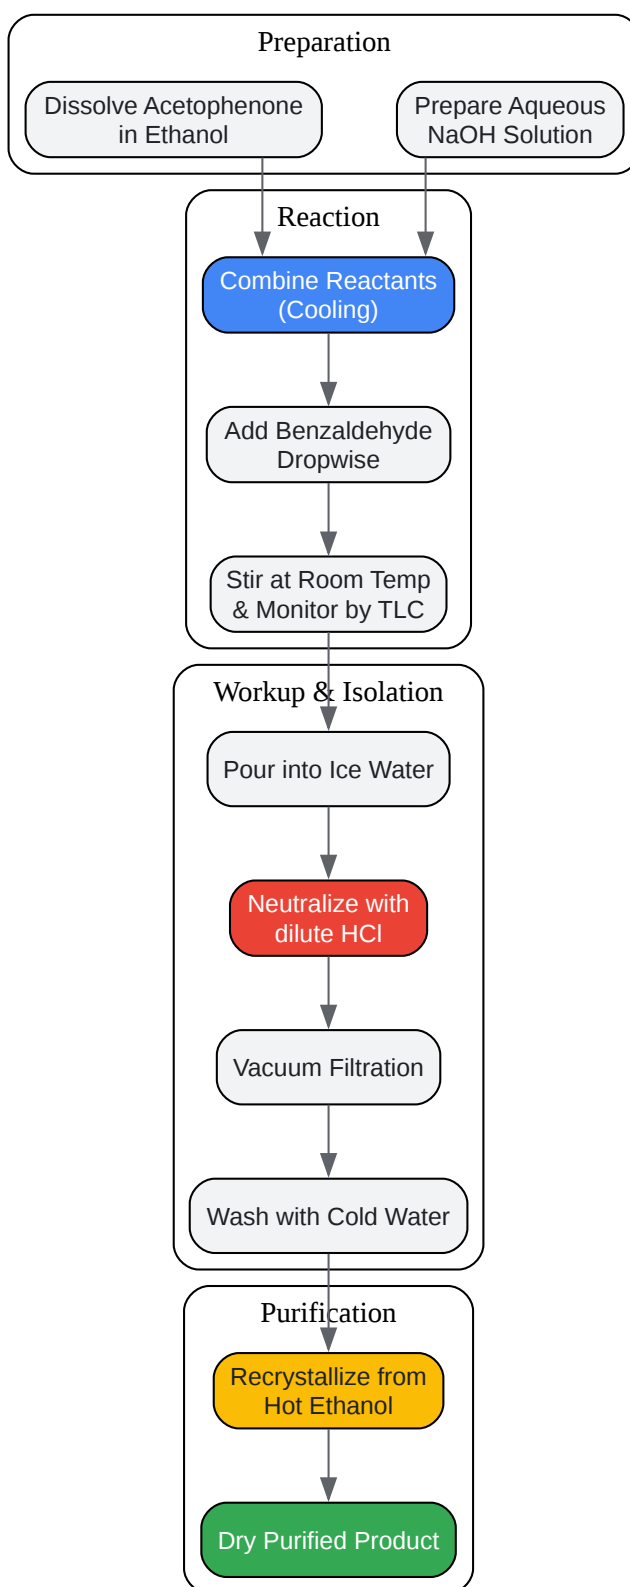 Preparation
Dissolve Acetophenone
in Ethanol
Prepare Aqueous
NaOH Solution
Reaction
Combine Reactants
(Cooling)
Add Benzaldehyde
Dropwise
Stir at Room Temp
& Monitor by TLC
Workup & Isolation
Pour into Ice Water
Neutralize with
dilute HCl
Vacuum Filtration
Wash with Cold Water
Purification
Recrystallize from
Hot Ethanol
Dry Purified Product